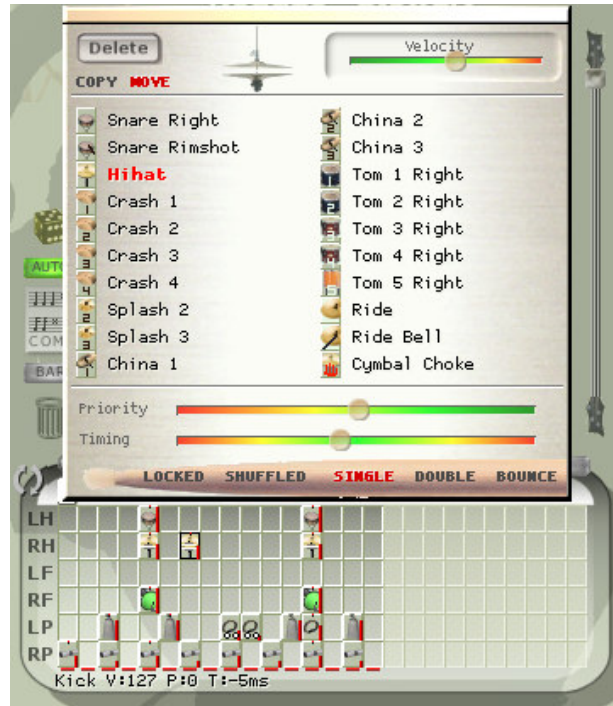 Delete
Velocity
COPY MOVE
Snare Right
China 2
Snare Rimshot
China 3
Hihat
Tom 1 Right
Crash 1
Tom 2 Right
Crash 2
Tom 3 Right
Crash 3
Tom 4 Right
Crash 4
Tom 5 Right
Splash 2
Ride
Splash 3
Ride Bell
China 1
Cymbal Choke
AUTO
COM
BAR
Priority
Timing
LOCKED SHUFFLED SINGLE DOUBLE BOUNCE
LH
RH
LF
RF
LP
RP
Kick V:127 P:0 T:-5ms